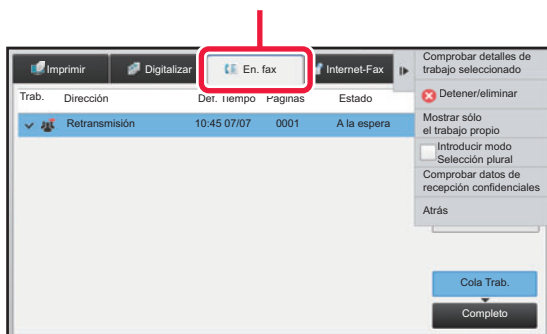 Imprimir
Digitalizar
En. fax
Internet-Fax
Trab.
Dirección
Def. Tiempo
Páginas
Estado
Retransmisión
10:45 07/07
0001
A la espera
Comprobar detalles de
trabajo seleccionado
Detener/eliminar
Mostrar sólo
el trabajo propio
Introducir modo
Selección plural
Comprobar datos de
recepción confidenciales
Atrás
Cola Trab.
Completo